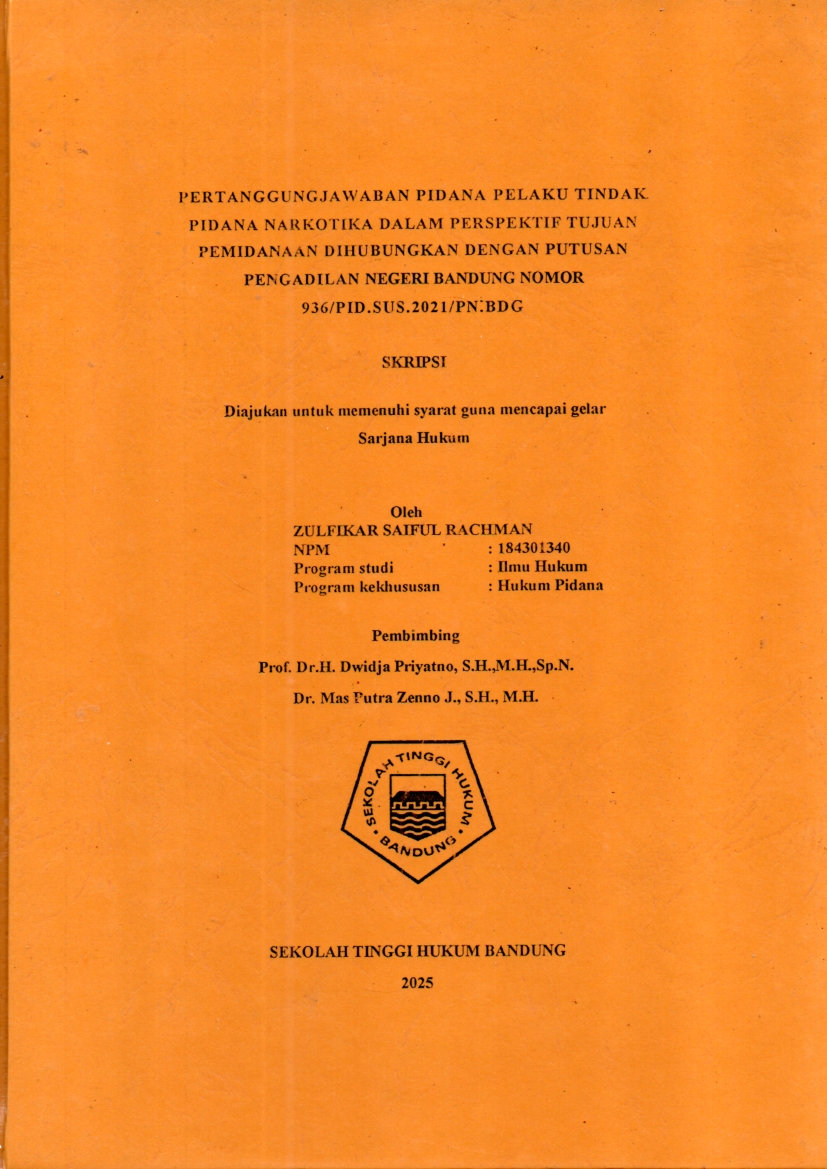 PERTANGGUNGJAWABAN PIDANA PELAKU TINDAK
PIDANA NARKOTIKA DALAM PERSPEKTIF TUJUAN
PEMIDANAAN DIHUBUNGKAN DENGAN PUTUSAN
PENGADILAN NEGERI BANDUNG NOMOR
936/PID.SUS.2021/PN.BDG
SKRIPSI
Diajukan untuk memenuhi syarat guna mencapai gelar
Sarjana Hukum
Oleh
ZULFIKAR SAIFUL RACHMAN
NPM : 184301340
Program studi : Ilmu Hukum
Program kekhususan : Hukum Pidana
Pembimbing
Prof. Dr.H. Dwidja Priyatno, S.H.,M.H.,Sp.N.
Dr. Mas Putra Zenno J., S.H., M.H.
SEKOLAH TINGGI HUKUM
BANDUNG
SEKOLAH TINGGI HUKUM BANDUNG
2025